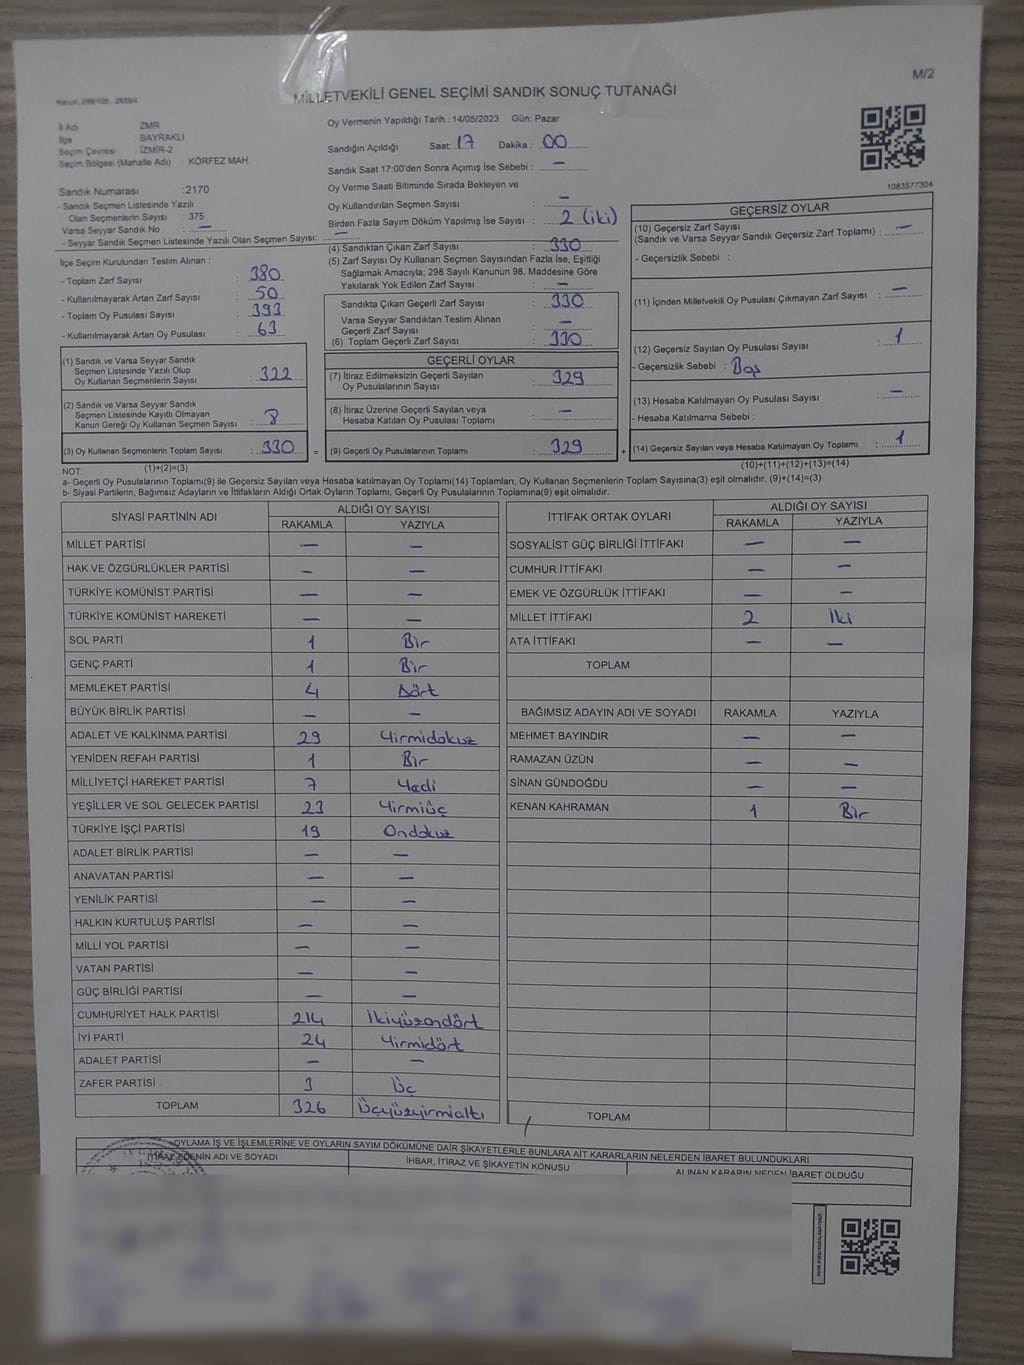 M/2
MİLLETVEKİLİ GENEL SEÇİMİ SANDIK SONUÇ TUTANAĞI
İl Adı ZMR
İlçe BAYRAKLI
Seçim Çevresi İZMİR-2
Seçim Bölgesi (Mahalle Adı) : KÖRFEZ MAH.
Sandık Numarası :2170
- Sandık Seçmen Listesinde Yazılı
Olan Seçmenlerin Sayısı : 375
Varsa Seyyar Sandık No —
- Seyyar Sandık Seçmen Listesinde Yazılı Olan Seçmen Sayısı: —
Oy Vermenin Yapıldığı Tarih : 14/05/2023 Gün: Pazar
Sandığın Açıldığı Saat: 17 Dakika : 00
Sandık Saat 17:00'den Sonra Açımış İse Sebebi : —
Oy Verme Saati Bitiminde Sırada Bekleyen ve
Oy Kullandırılan Seçmen Sayısı : —
Birden Fazla Sayım Döküm Yapılmış İse Sayısı : 2 (iki)
1083577304
İlçe Seçim Kurulundan Teslim Alınan :
- Toplam Zarf Sayısı : 380
- Kullanılmayarak Artan Zarf Sayısı : 50
- Toplam Oy Pusulası Sayısı : 393
- Kullanılmayarak Artan Oy Pusulası : 63
(1) Sandık ve Varsa Seyyar Sandık
Seçmen Listesinde Yazılı Olup
Oy Kullanan Seçmenlerin Sayısı : 322
(2) Sandık ve Varsa Seyyar Sandık
Seçmen Listesinde Kayıtlı Olmayan
Kanun Gereği Oy Kullanan Seçmen Sayısı : 8
(3) Oy Kullanan Seçmenlerin Toplam Sayısı : 330
(4) Sandıktan Çıkan Zarf Sayısı : 330
(5) Zarf Sayısı Oy Kullanan Seçmen Sayısından Fazla İse, Eşitliği
Sağlamak Amacıyla; 298 Sayılı Kanunun 98. Maddesine Göre
Yakılarak Yok Edilen Zarf Sayısı : —
Sandıkta Çıkan Geçerli Zarf Sayısı : 330
Varsa Seyyar Sandıktan Teslim Alınan
Geçerli Zarf Sayısı : —
(6) Toplam Geçerli Zarf Sayısı : 330
GEÇERLİ OYLAR
(7) İtiraz Edilmeksizin Geçerli Sayılan
Oy Pusulalarının Sayısı : 329
(8) İtiraz Üzerine Geçerli Sayılan veya
Hesaba Katılan Oy Pusulası Toplamı : —
= (9) Geçerli Oy Pusulalarının Toplamı : 329
GEÇERSİZ OYLAR
(10) Geçersiz Zarf Sayısı
(Sandık ve Varsa Seyyar Sandık Geçersiz Zarf Toplamı) : —
- Geçersizlik Sebebi :
(11) İçinden Milletvekili Oy Pusulası Çıkmayan Zarf Sayısı : —
(12) Geçersiz Sayılan Oy Pusulası Sayısı : 1
- Geçersizlik Sebebi : Boş
(13) Hesaba Katılmayan Oy Pusulası Sayısı : —
- Hesaba Katılmama Sebebi :
+ (14) Geçersiz Sayılan veya Hesaba Katılmayan Oy Toplamı : 1
NOT: (1)+(2)=(3) (10)+(11)+(12)+(13)=(14)
a- Geçerli Oy Pusulalarının Toplamı(9) ile Geçersiz Sayılan veya Hesaba Katılmayan Oy Toplamı(14) Toplamları, Oy Kullanan Seçmenlerin Toplam Sayısına(3) eşit olmalıdır. (9)+(14)=(3)
b- Siyasi Partilerin, Bağımsız Adayların ve İttifakların Aldığı Ortak Oyların Toplamı, Geçerli Oy Pusulalarının Toplamına(9) eşit olmalıdır.
SİYASİ PARTİNİN ADI ALDIĞI OY SAYISI
RAKAMLA YAZIYLA
MİLLET PARTİSİ — —
HAK VE ÖZGÜRLÜKLER PARTİSİ — —
TÜRKİYE KOMÜNİST PARTİSİ — —
TÜRKİYE KOMÜNİST HAREKETİ — —
SOL PARTİ 1 Bir
GENÇ PARTİ 1 Bir
MEMLEKET PARTİSİ 4 Dört
BÜYÜK BİRLİK PARTİSİ — —
ADALET VE KALKINMA PARTİSİ 29 Yirmidokuz
YENİDEN REFAH PARTİSİ 1 Bir
MİLLİYETÇİ HAREKET PARTİSİ 7 Yedi
YEŞİLLER VE SOL GELECEK PARTİSİ 23 Yirmiüç
TÜRKİYE İŞÇİ PARTİSİ 19 Ondokuz
ADALET BİRLİK PARTİSİ — —
ANAVATAN PARTİSİ — —
YENİLİK PARTİSİ — —
HALKIN KURTULUŞ PARTİSİ — —
MİLLİ YOL PARTİSİ — —
VATAN PARTİSİ — —
GÜÇ BİRLİĞİ PARTİSİ — —
CUMHURİYET HALK PARTİSİ 214 İkiyüzondört
İYİ PARTİ 24 Yirmidört
ADALET PARTİSİ — —
ZAFER PARTİSİ 3 Üç
TOPLAM 326 Üçyüzyirmialtı
İTTİFAK ORTAK OYLARI ALDIĞI OY SAYISI
RAKAMLA YAZIYLA
SOSYALİST GÜÇ BİRLİĞİ İTTİFAKI — —
CUMHUR İTTİFAKI — —
EMEK VE ÖZGÜRLÜK İTTİFAKI — —
MİLLET İTTİFAKI 2 İki
ATA İTTİFAKI — —
TOPLAM
BAĞIMSIZ ADAYIN ADI VE SOYADI RAKAMLA YAZIYLA
MEHMET BAYINDIR — —
RAMAZAN ÜZÜN — —
SİNAN GÜNDOĞDU — —
KENAN KAHRAMAN 1 Bir
TOPLAM
OYLAMA İŞ VE İŞLEMLERİNE VE OYLARIN SAYIM DÖKÜMÜNE DAİR ŞİKAYETLERLE BUNLARA AİT KARARLARIN NELERDEN İBARET BULUNDUKLARI
İTİRAZ EDENİN ADI VE SOYADI İHBAR, İTİRAZ VE ŞİKAYETİN KONUSU ALINAN KARARIN NEDEN İBARET OLDUĞU